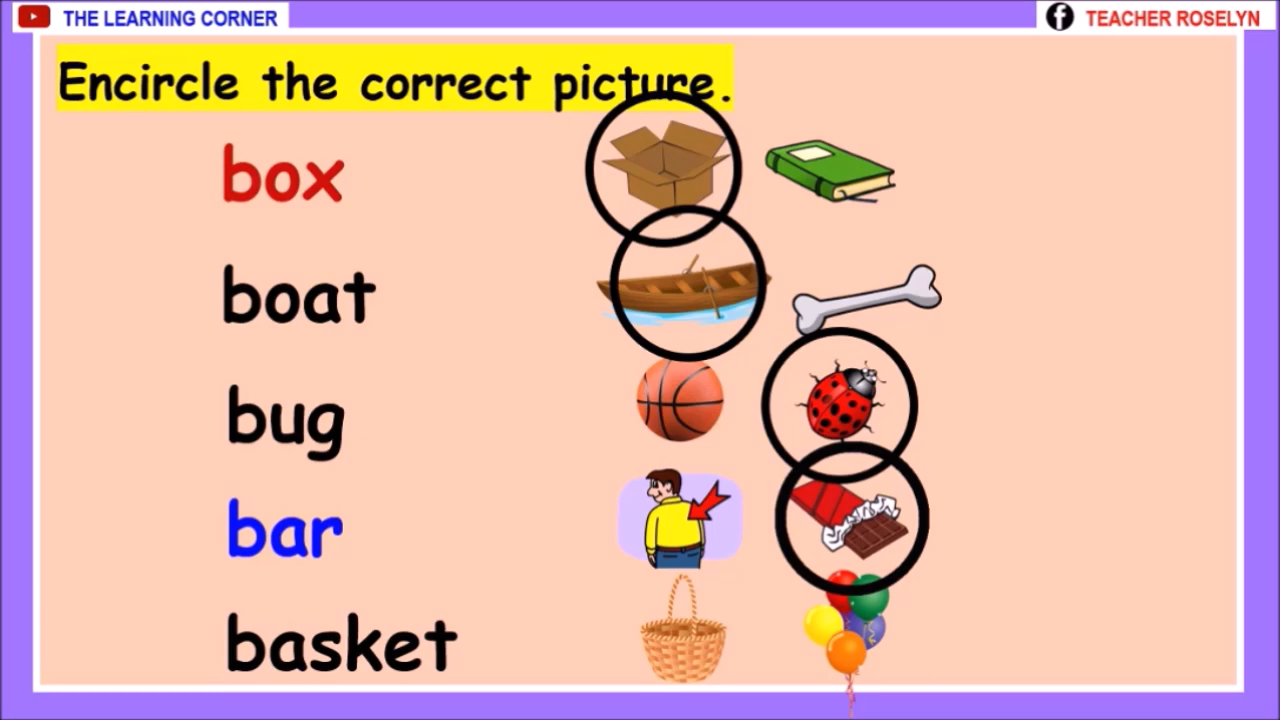 THE LEARNING CORNER
TEACHER ROSELYN
Encircle the correct picture.
box
boat
bug
bar
basket